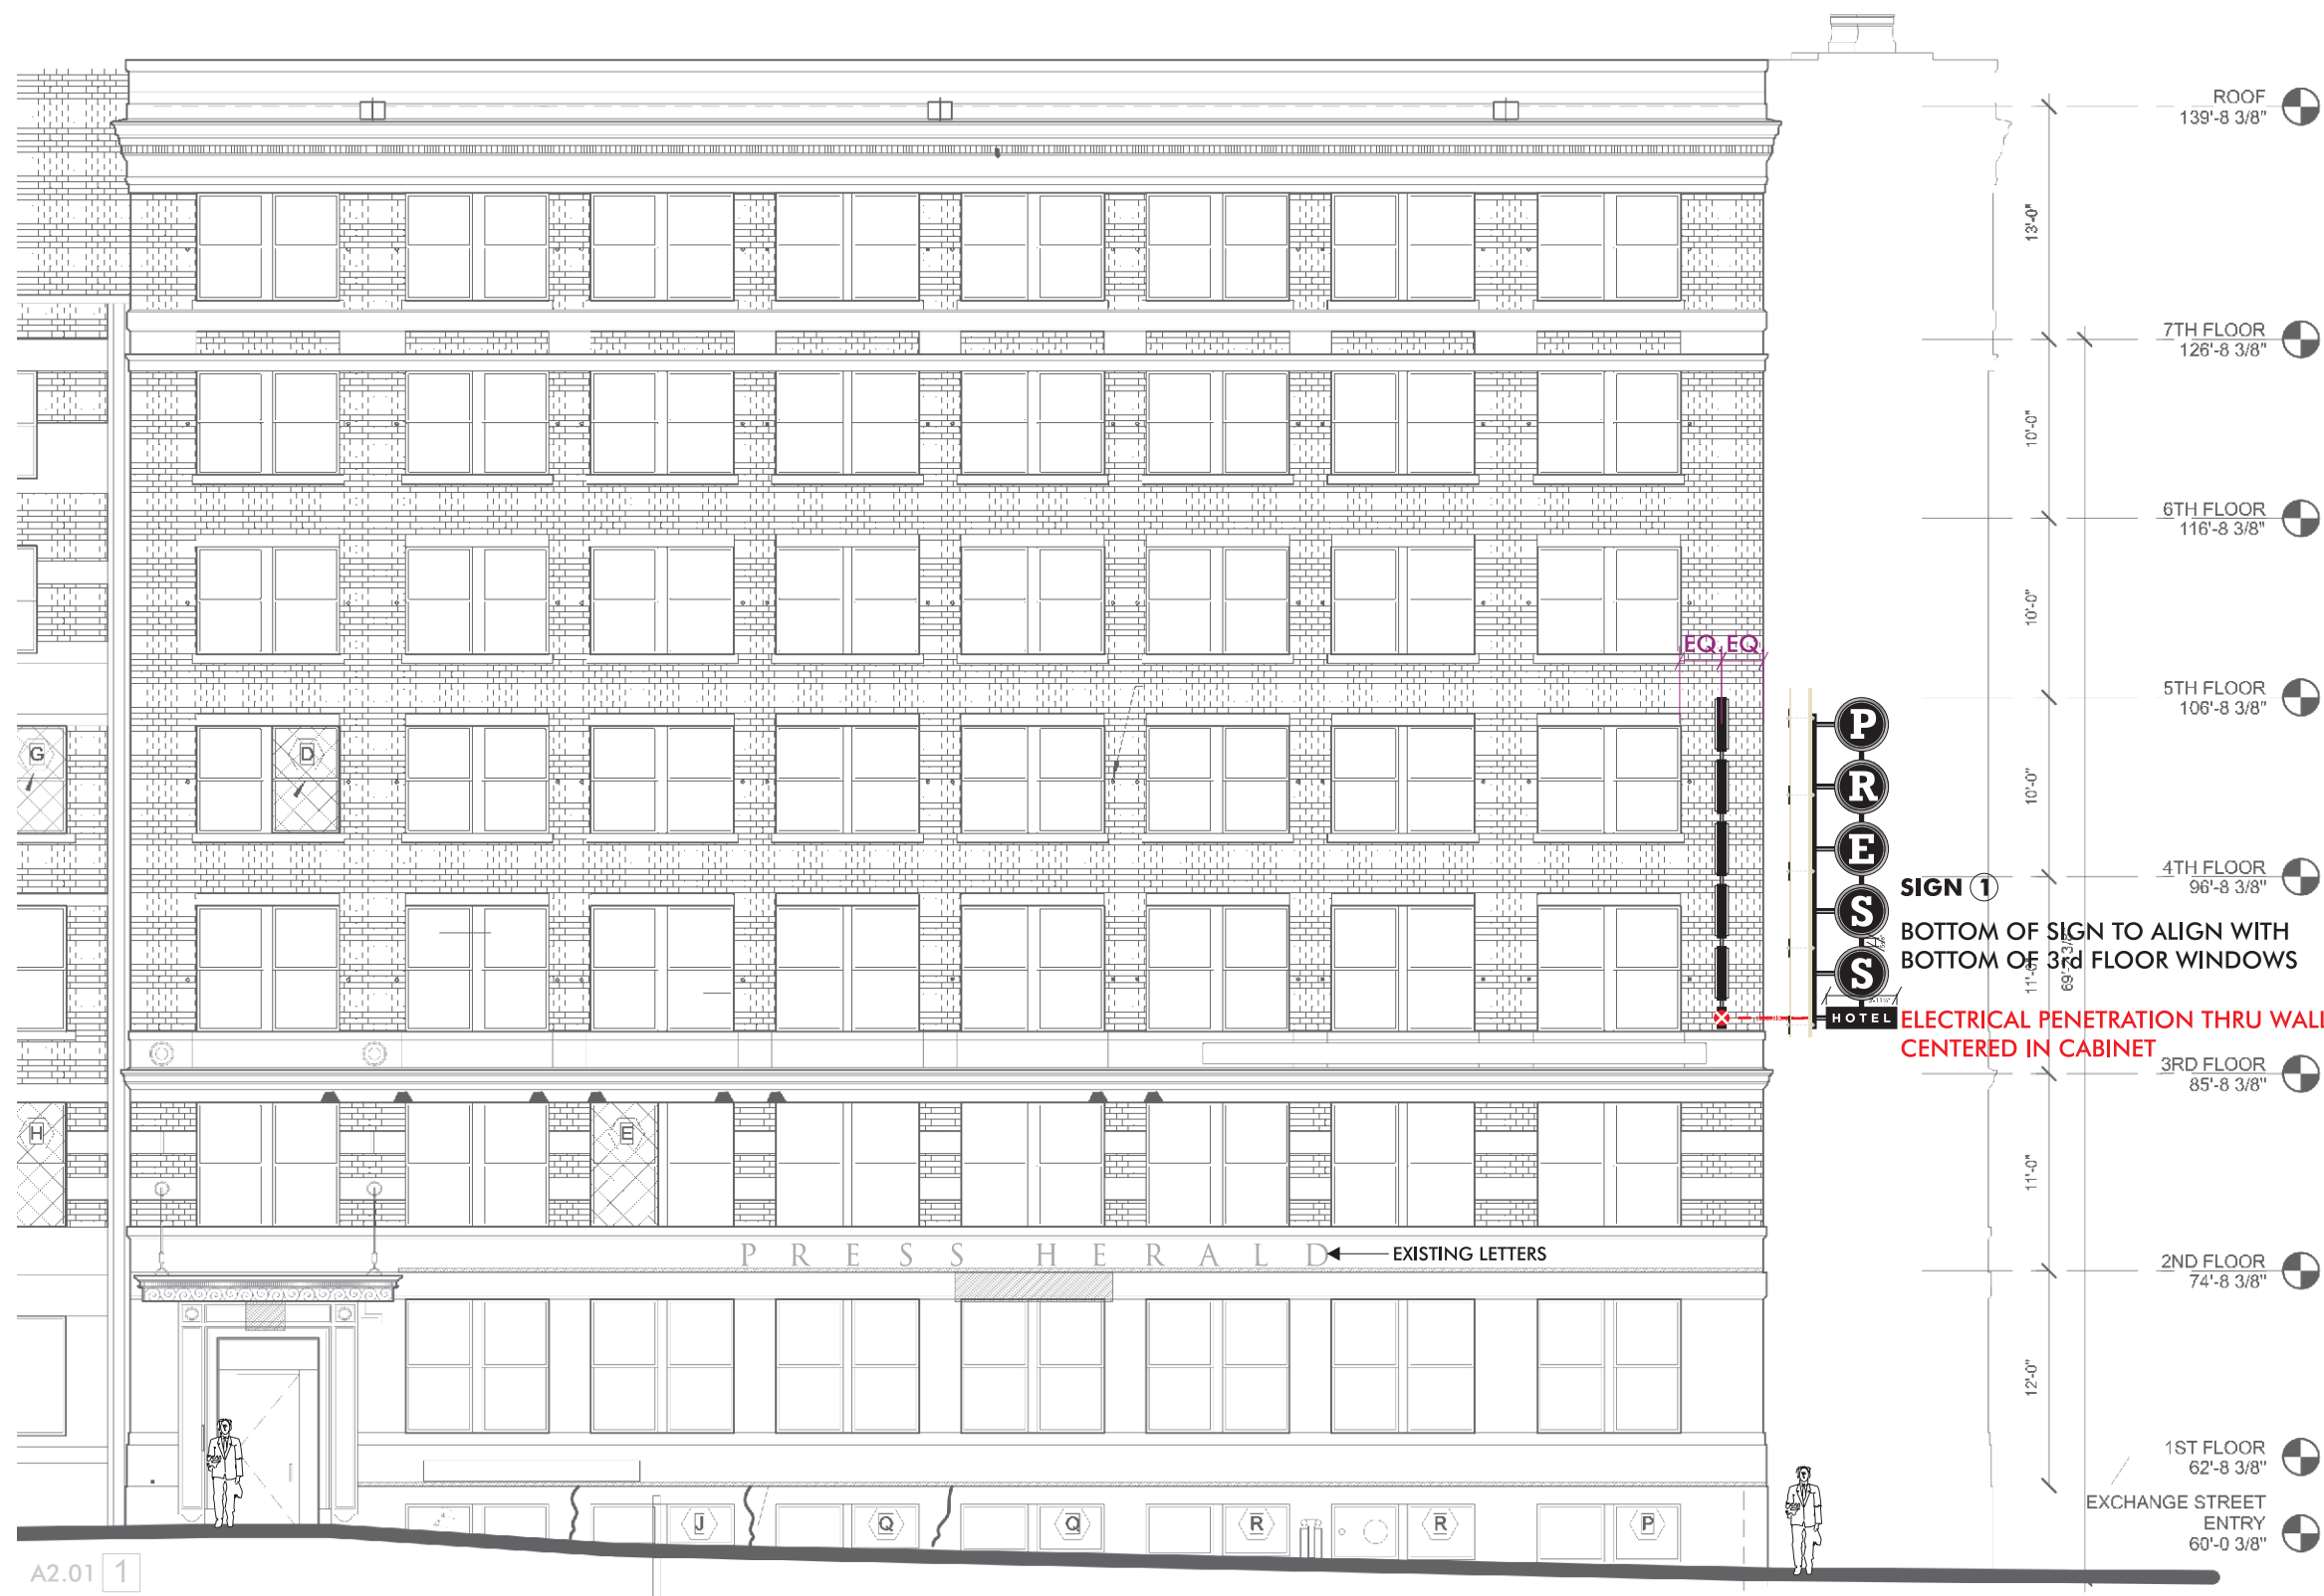 ROOF
139'-8 3/8"
13'-0"
7TH FLOOR
126'-8 3/8"
10'-0"
6TH FLOOR
116'-8 3/8"
10'-0"
EQ. EQ.
5TH FLOOR
106'-8 3/8"
G
D
10'-0"
P
R
E
S
S
HOTEL
4TH FLOOR
96'-8 3/8"
SIGN 1
BOTTOM OF SIGN TO ALIGN WITH
BOTTOM OF 3rd FLOOR WINDOWS
11'-0"
ELECTRICAL PENETRATION THRU WALL
CENTERED IN CABINET
3RD FLOOR
85'-8 3/8"
H
E
11'-0"
PRESS HERALD
EXISTING LETTERS
2ND FLOOR
74'-8 3/8"
12'-0"
1ST FLOOR
62'-8 3/8"
EXCHANGE STREET
ENTRY
60'-0 3/8"
J Q Q R R P
A2.01 1